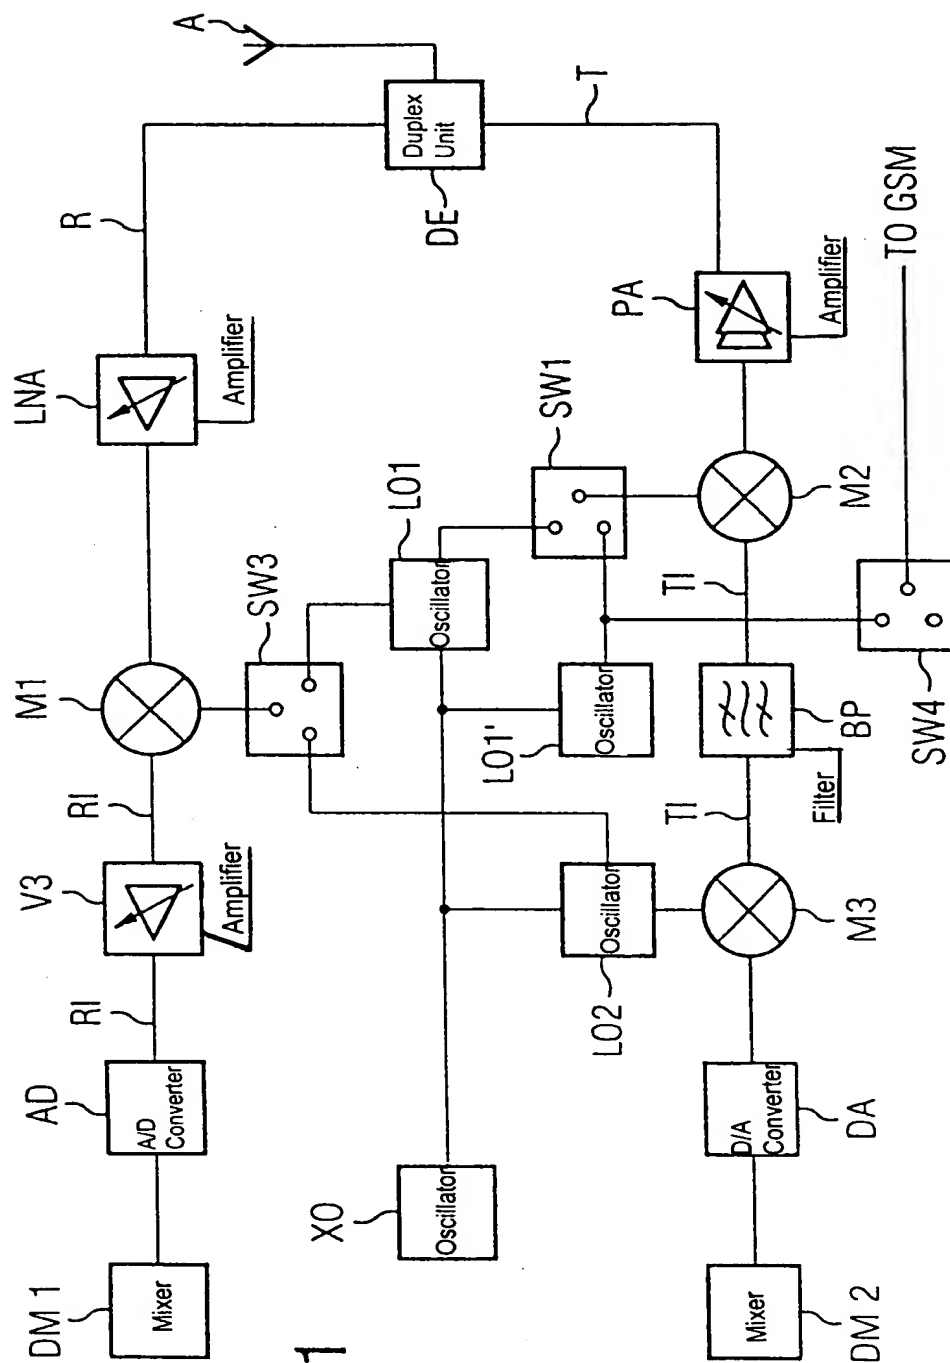 A
R
LNA
Amplifier
M1
RI
V3
Amplifier
RI
AD
A/D
Converter
DM 1
Mixer
Duplex
Unit
DE
T
SW3
LO1
Oscillator
SW1
LO1'
Oscillator
LO2
Oscillator
XO
Oscillator
PA
Amplifier
TO GSM
M2
TI
SW4
BP
Filter
TI
M3
D/A
Converter
DA
Mixer
DM 2
1